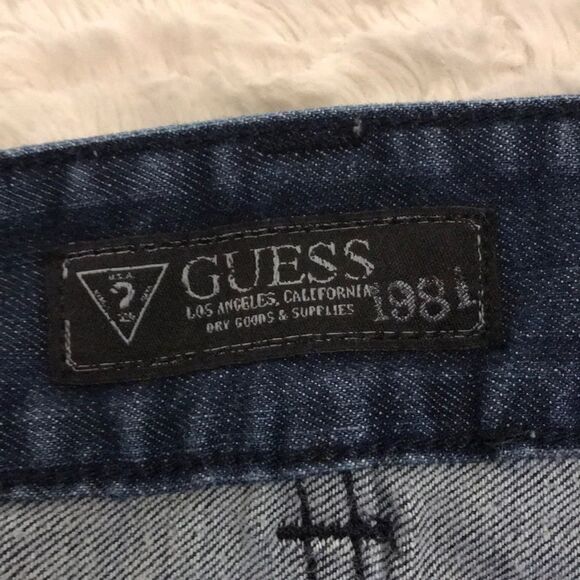 U.S.A.
?
GUESS
LOS ANGELES, CALIFORNIA
DRY GOODS & SUPPLIES
1981